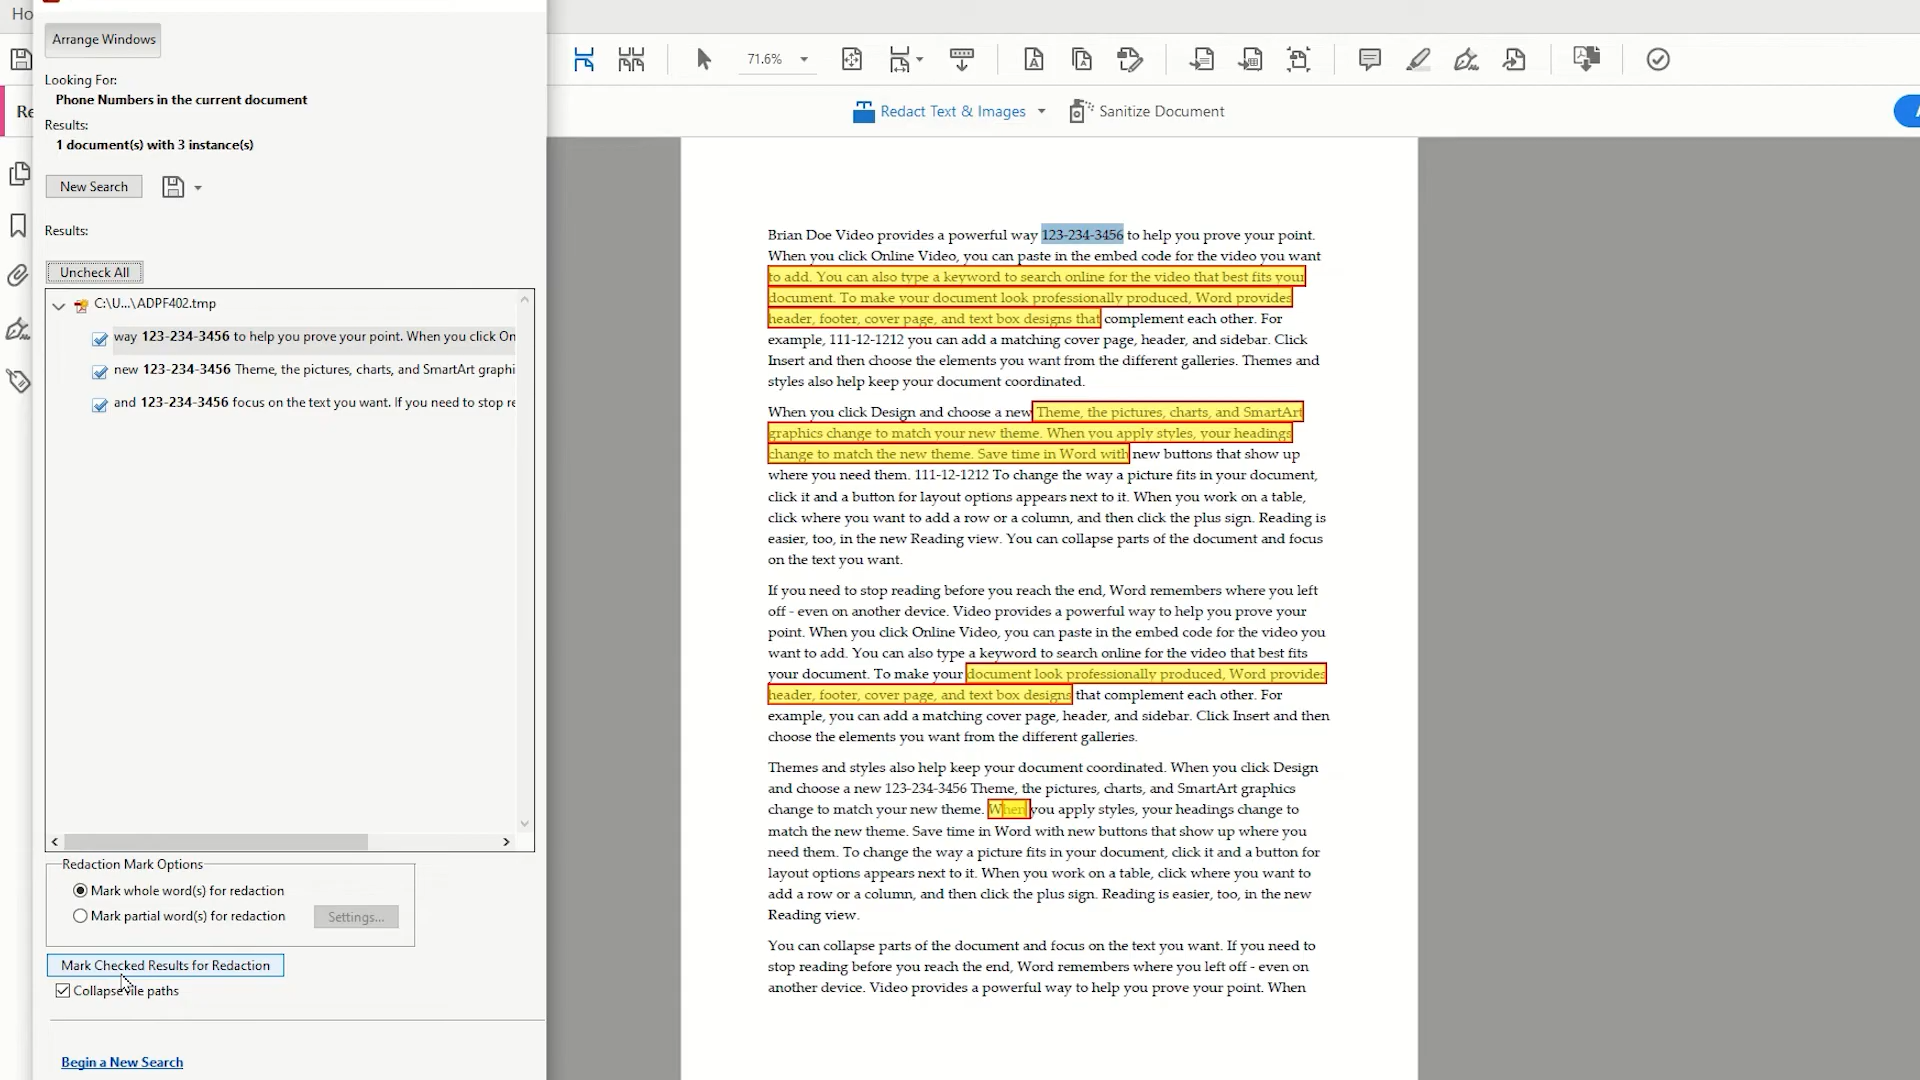 Ho
Arrange Windows
Looking For:
Phone Numbers in the current document
Results:
1 document(s) with 3 instance(s)
New Search
Results:
Uncheck All
C:\U...\ADPF402.tmp
way 123-234-3456 to help you prove your point. When you click On
new 123-234-3456 Theme, the pictures, charts, and SmartArt graphi
and 123-234-3456 focus on the text you want. If you need to stop re
Redaction Mark Options
Mark whole word(s) for redaction
Mark partial word(s) for redaction
Settings...
Mark Checked Results for Redaction
Collapse file paths
Begin a New Search
71.6%
Re
Redact Text & Images
Sanitize Document
Brian Doe Video provides a powerful way 123-234-3456 to help you prove your point.
When you click Online Video, you can paste in the embed code for the video you want
to add. You can also type a keyword to search online for the video that best fits your
document. To make your document look professionally produced, Word provides
header, footer, cover page, and text box designs that complement each other. For
example, 111-12-1212 you can add a matching cover page, header, and sidebar. Click
Insert and then choose the elements you want from the different galleries. Themes and
styles also help keep your document coordinated.
When you click Design and choose a new Theme, the pictures, charts, and SmartArt
graphics change to match your new theme. When you apply styles, your headings
change to match the new theme. Save time in Word with new buttons that show up
where you need them. 111-12-1212 To change the way a picture fits in your document,
click it and a button for layout options appears next to it. When you work on a table,
click where you want to add a row or a column, and then click the plus sign. Reading is
easier, too, in the new Reading view. You can collapse parts of the document and focus
on the text you want.
If you need to stop reading before you reach the end, Word remembers where you left
off - even on another device. Video provides a powerful way to help you prove your
point. When you click Online Video, you can paste in the embed code for the video you
want to add. You can also type a keyword to search online for the video that best fits
your document. To make your document look professionally produced, Word provides
header, footer, cover page, and text box designs that complement each other. For
example, you can add a matching cover page, header, and sidebar. Click Insert and then
choose the elements you want from the different galleries.
Themes and styles also help keep your document coordinated. When you click Design
and choose a new 123-234-3456 Theme, the pictures, charts, and SmartArt graphics
change to match your new theme. When you apply styles, your headings change to
match the new theme. Save time in Word with new buttons that show up where you
need them. To change the way a picture fits in your document, click it and a button for
layout options appears next to it. When you work on a table, click where you want to
add a row or a column, and then click the plus sign. Reading is easier, too, in the new
Reading view.
You can collapse parts of the document and focus on the text you want. If you need to
stop reading before you reach the end, Word remembers where you left off - even on
another device. Video provides a powerful way to help you prove your point. When